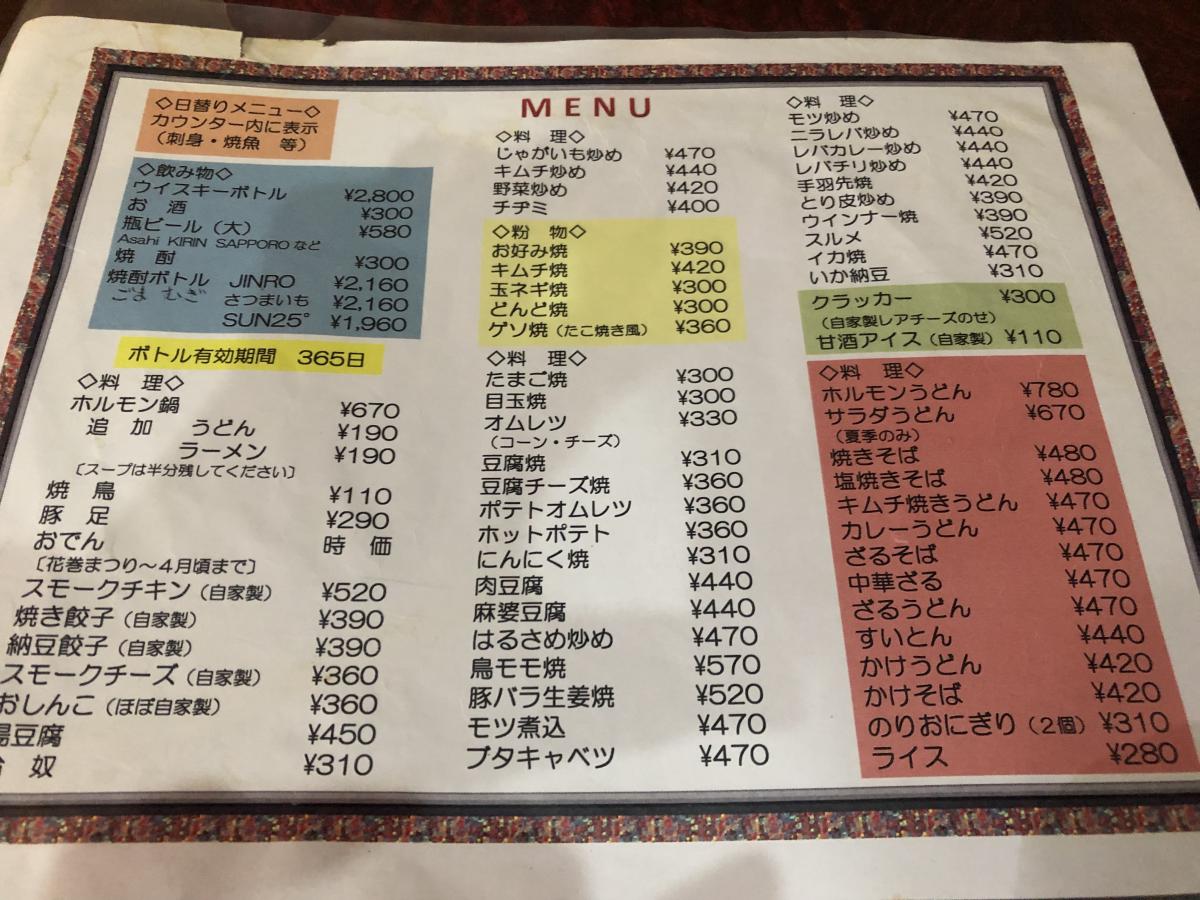 MENU
◇日替りメニュー◇
カウンター内に表示
(刺身・焼魚 等)
◇飲み物◇
ウイスキーボトル ¥2,800
お 酒 ¥300
瓶ビール(大) ¥580
Asahi KIRIN SAPPOROなど
焼 酎 ¥300
焼酎ボトル JINRO ¥2,160
ごま むぎ さつまいも ¥2,160
SUN25° ¥1,960
ボトル有効期間 365日
◇料 理◇
ホルモン鍋 ¥670
追 加 うどん ¥190
ラーメン ¥190
〔スープは半分残してください〕
焼 鳥 ¥110
豚 足 ¥290
おでん 時 価
〔花巻まつり~4月頃まで〕
スモークチキン(自家製) ¥520
焼き餃子(自家製) ¥390
納豆餃子(自家製) ¥390
スモークチーズ(自家製) ¥360
おしんこ(ほぼ自家製) ¥360
湯豆腐 ¥450
奴 ¥310
◇料 理◇
じゃがいも炒め ¥470
キムチ炒め ¥440
野菜炒め ¥420
チヂミ ¥400
◇粉 物◇
お好み焼 ¥390
キムチ焼 ¥420
玉ネギ焼 ¥300
どんど焼 ¥300
ゲソ焼(たこ焼き風) ¥360
◇料 理◇
たまご焼 ¥300
目玉焼 ¥300
オムレツ ¥330
(コーン・チーズ)
豆腐焼 ¥310
豆腐チーズ焼 ¥360
ポテトオムレツ ¥360
ホットポテト ¥360
にんにく焼 ¥310
肉豆腐 ¥440
麻婆豆腐 ¥440
はるさめ炒め ¥470
鳥モモ焼 ¥570
豚バラ生姜焼 ¥520
モツ煮込 ¥470
ブタキャベツ ¥470
◇料 理◇
モツ炒め ¥470
ニラレバ炒め ¥440
レバカレー炒め ¥440
レバチリ炒め ¥440
手羽先焼 ¥420
とり皮炒め ¥390
ウインナー焼 ¥390
スルメ ¥520
イカ焼 ¥470
いか納豆 ¥310
クラッカー ¥300
(自家製レアチーズのせ)
甘酒アイス(自家製) ¥110
◇料 理◇
ホルモンうどん ¥780
サラダうどん ¥670
(夏季のみ)
焼きそば ¥480
塩焼きそば ¥480
キムチ焼きうどん ¥470
カレーうどん ¥470
ざるそば ¥470
中華ざる ¥470
ざるうどん ¥470
すいとん ¥440
かけうどん ¥420
かけそば ¥420
のりおにぎり(2個) ¥310
ライス ¥280